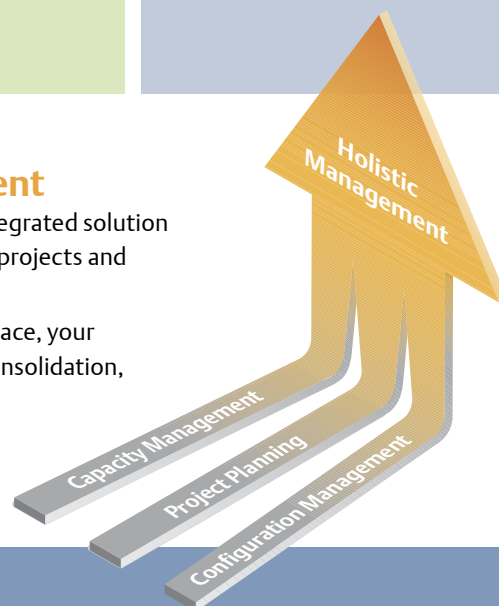 ent
egrated solution
projects and
ace, your
nsolidation,
Holistic
Management
Capacity Management
Project Planning
Configuration Management